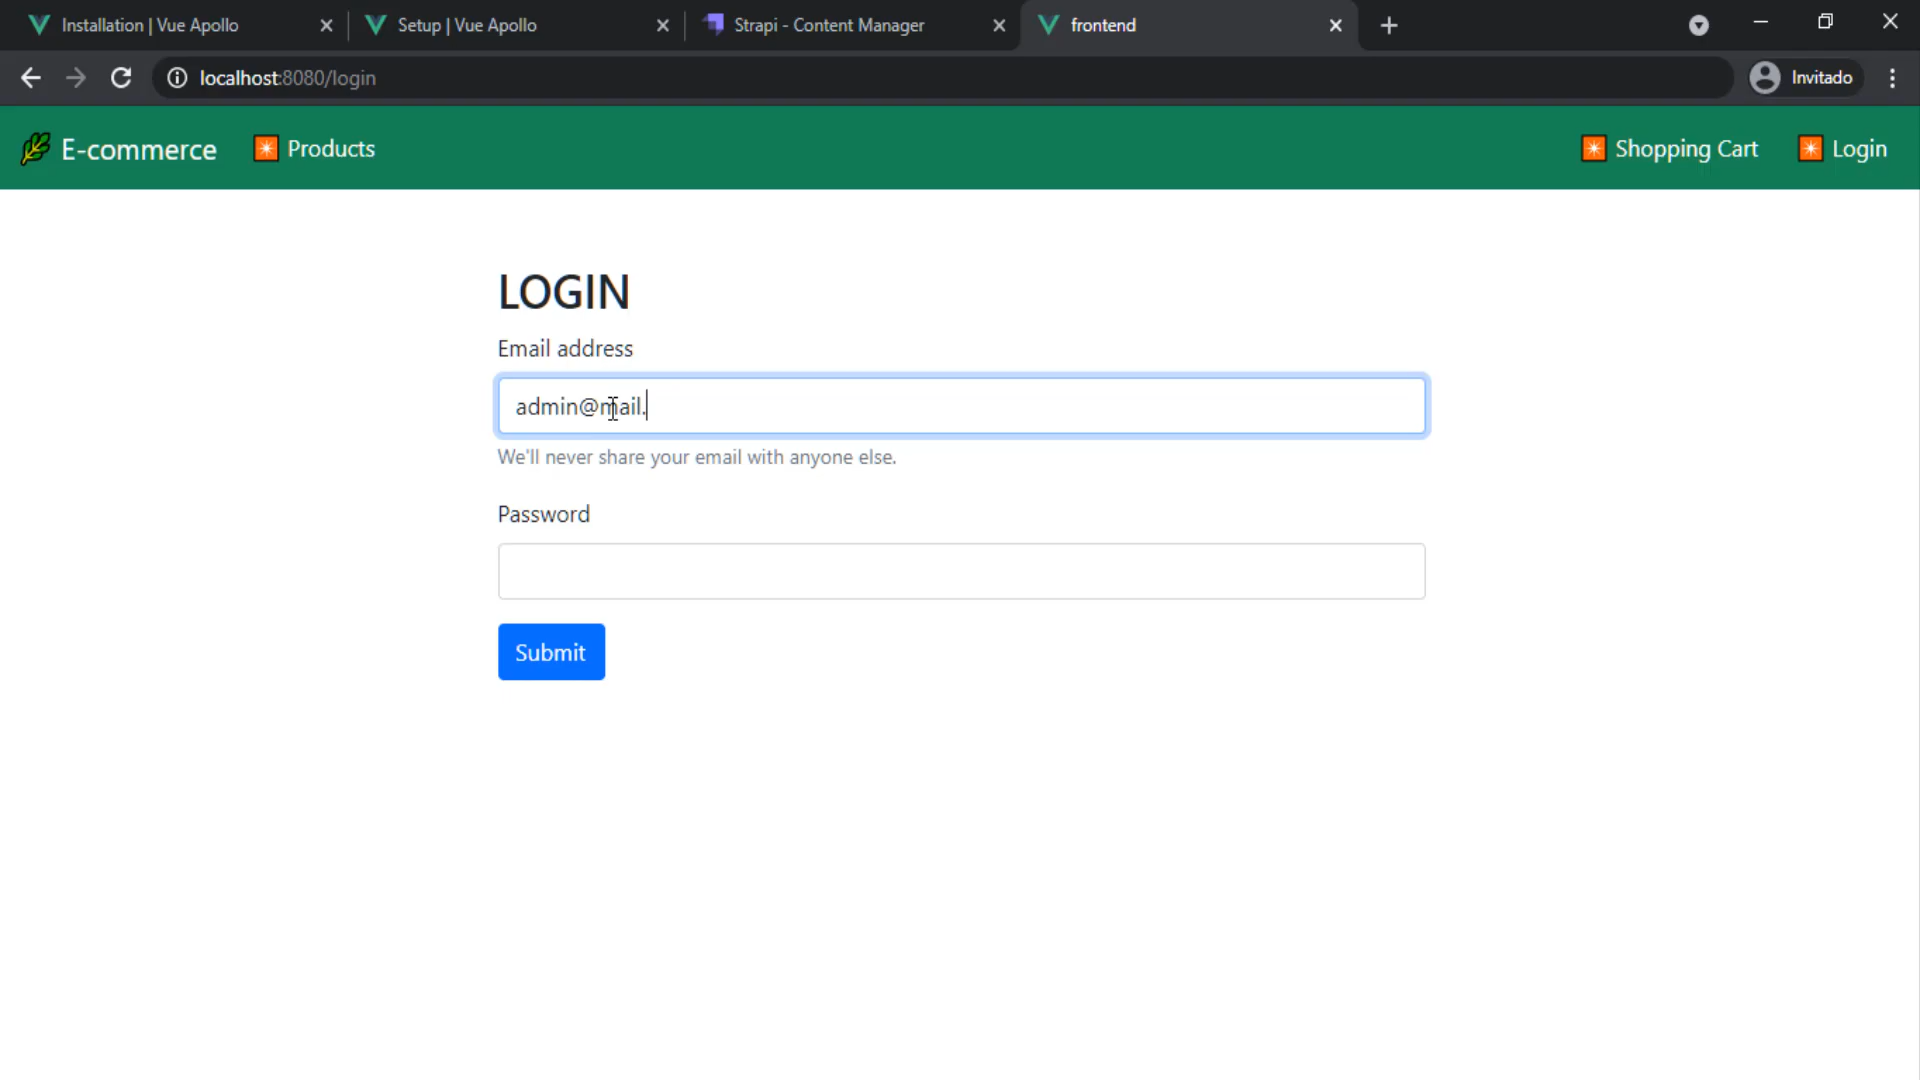 Installation | Vue Apollo
Setup | Vue Apollo
Strapi - Content Manager
frontend
localhost:8080/login
Invitado
E-commerce
Products
Shopping Cart
Login
LOGIN
Email address
admin@mail.
We'll never share your email with anyone else.
Password
Submit